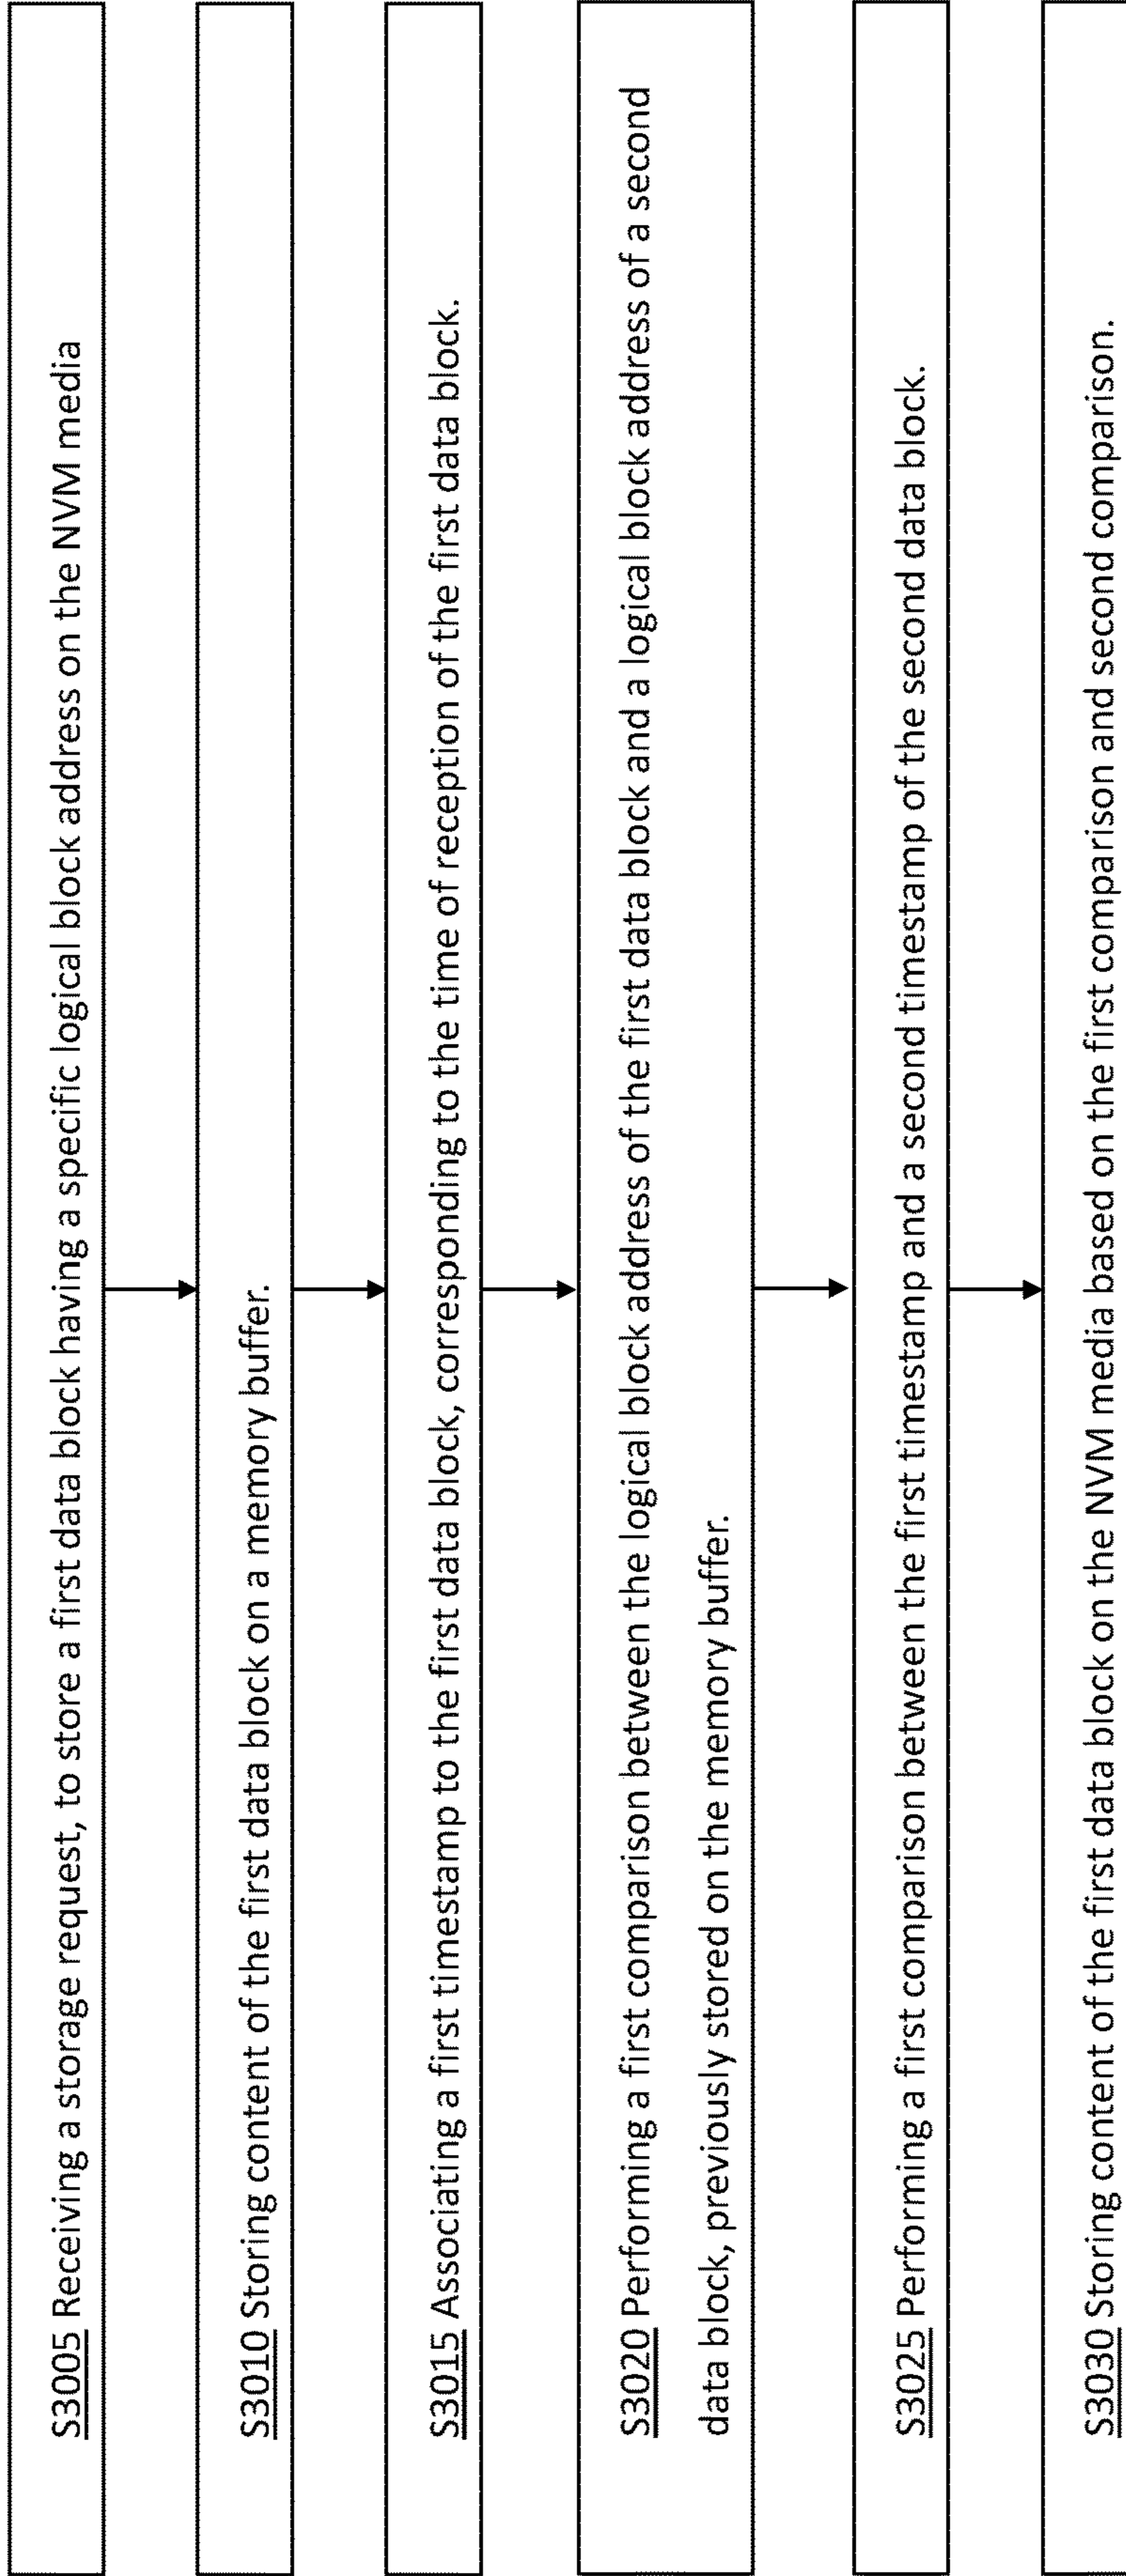 S3005 Receiving a storage request, to store a first data block having a specific logical block address on the NVM media
S3010 Storing content of the first data block on a memory buffer.
S3015 Associating a first timestamp to the first data block, corresponding to the time of reception of the first data block.
S3020 Performing a first comparison between the logical block address of the first data block and a logical block address of a second
data block, previously stored on the memory buffer.
S3025 Performing a first comparison between the first timestamp and a second timestamp of the second data block.
S3030 Storing content of the first data block on the NVM media based on the first comparison and second comparison.